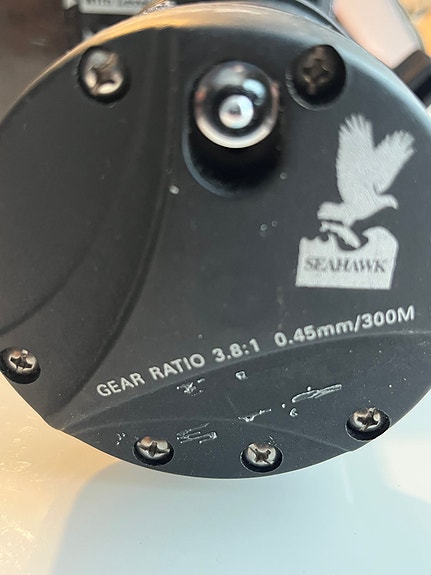 SEAHAWK
GEAR RATIO 3.8:1 0.45mm/300M